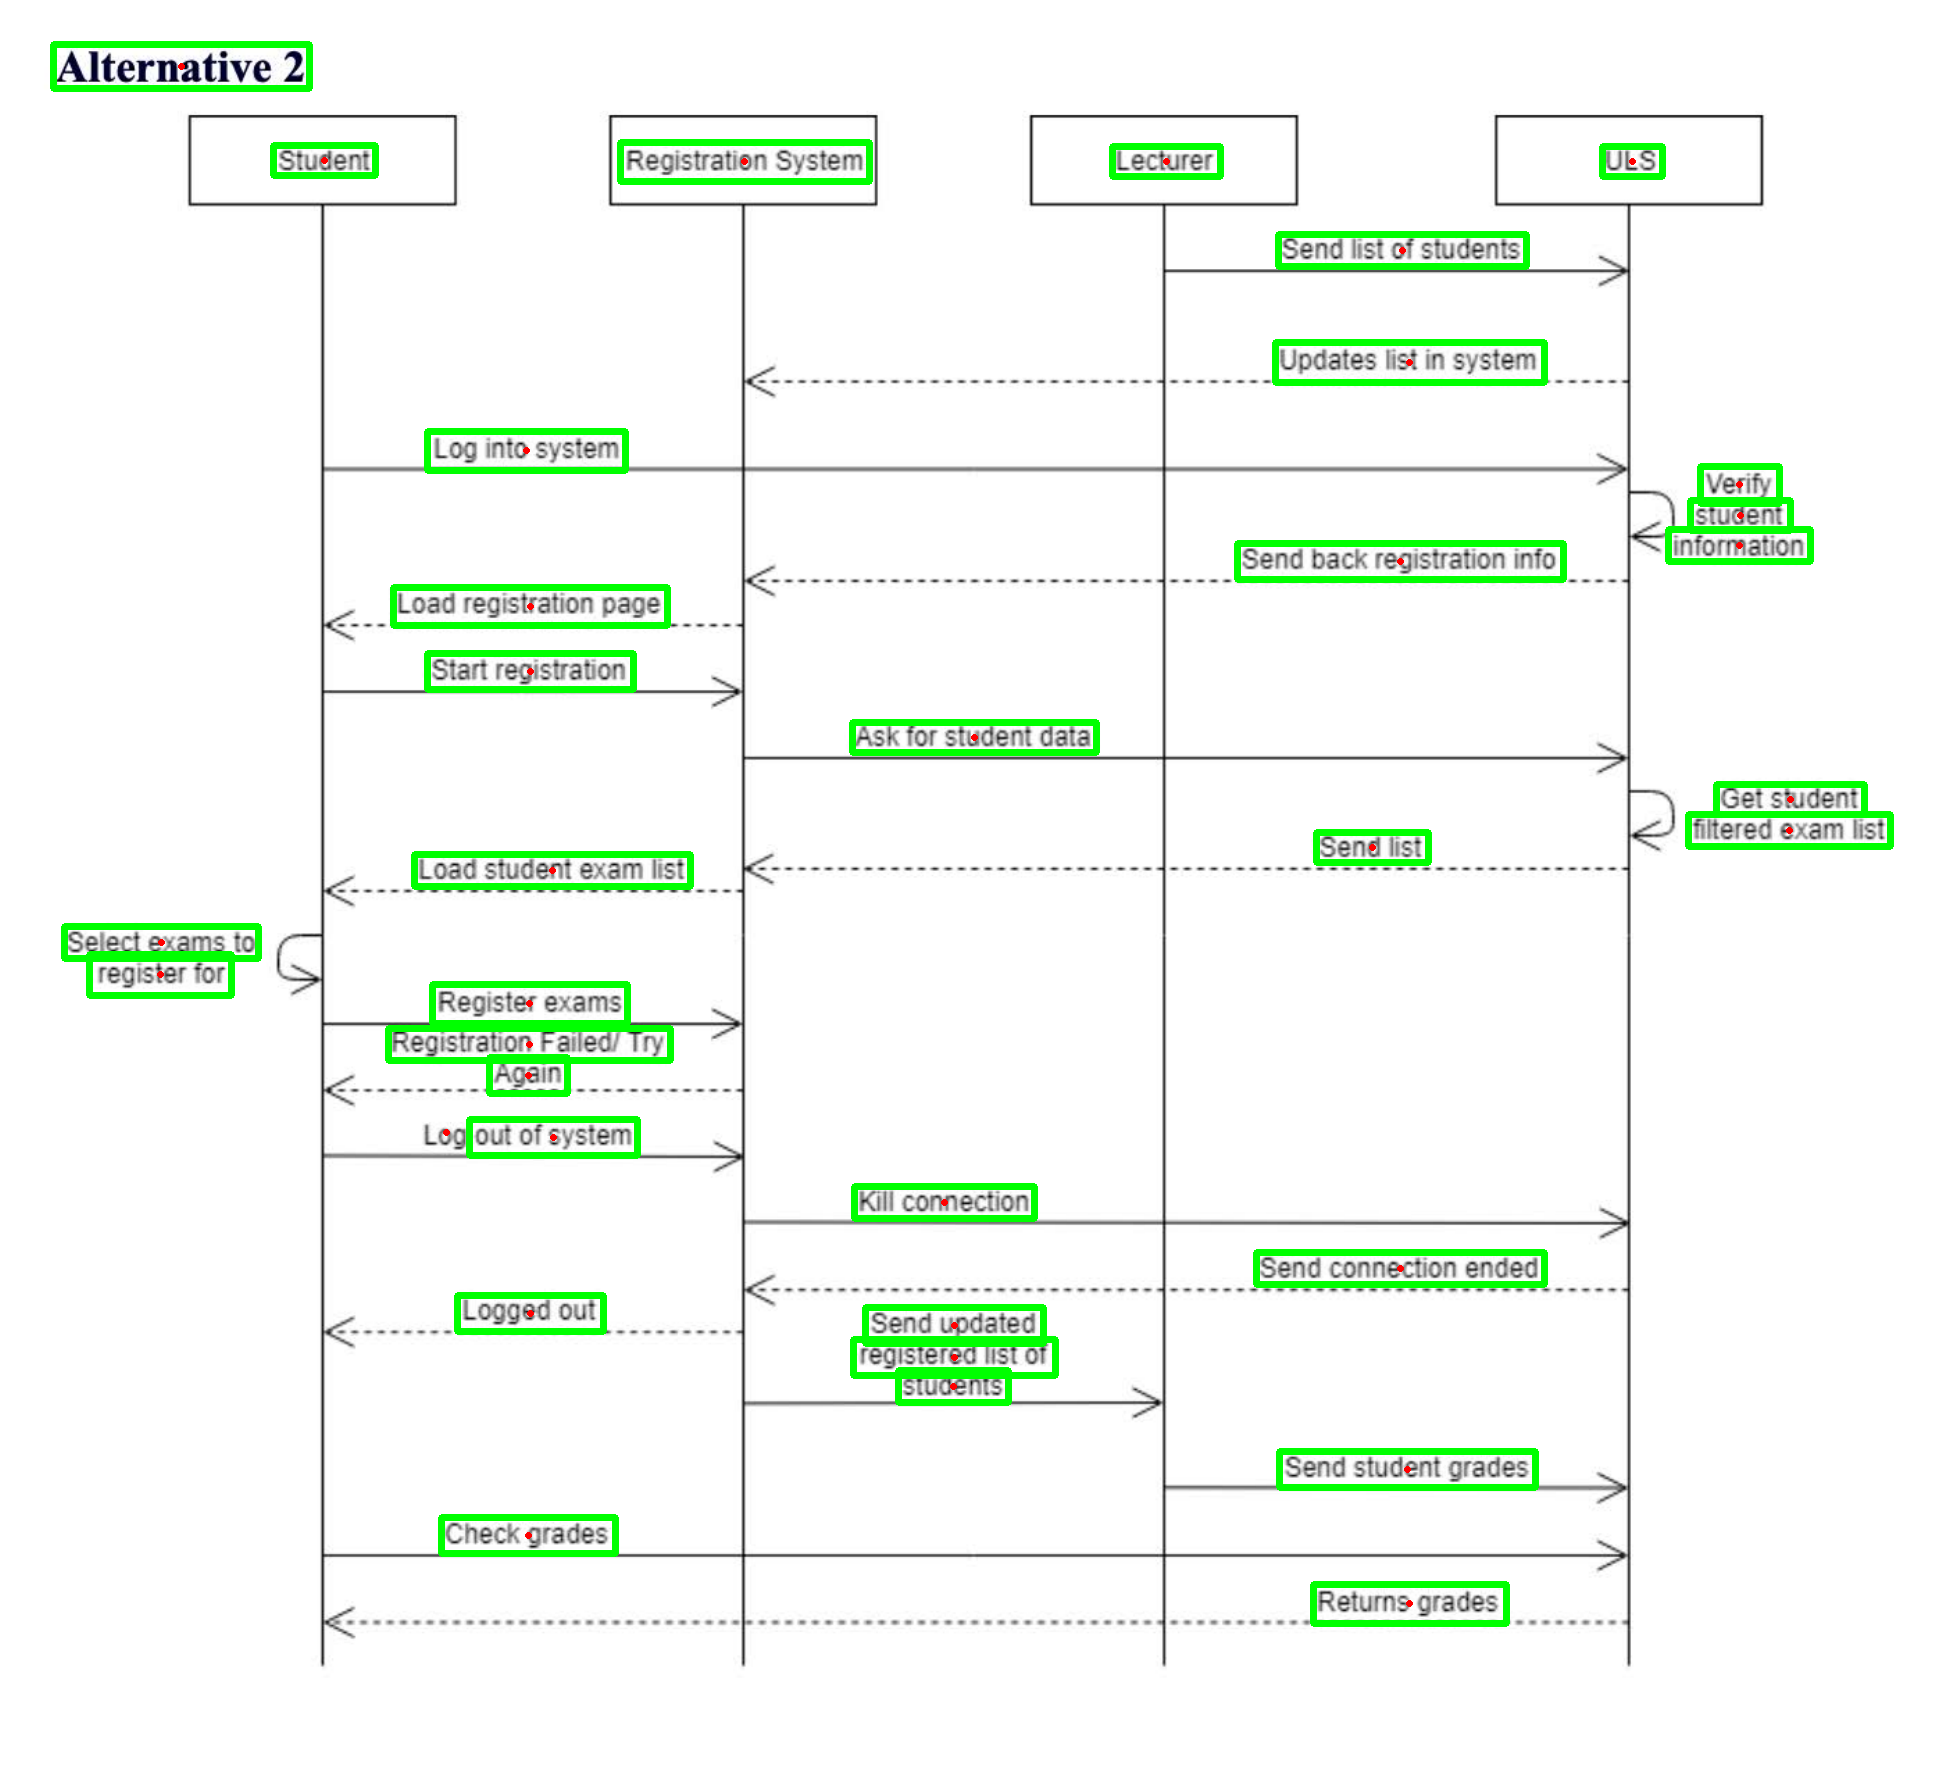 Alternative 2
Student
Registration System
Lecturer
ULS
Send list of students
Updates list in system
Log into system
Verify
student
information
Send back registration info
Load registration page
Start registration
Ask for student data
Get student
filtered exam list
Send list
Load student exam list
Select exams to
register for
Register exams
Registration Failed/ Try
Again
Log out of system
Kill connection
Send connection ended
Logged out
Send updated
registered list of
students
Send student grades
Check grades
Returns grades